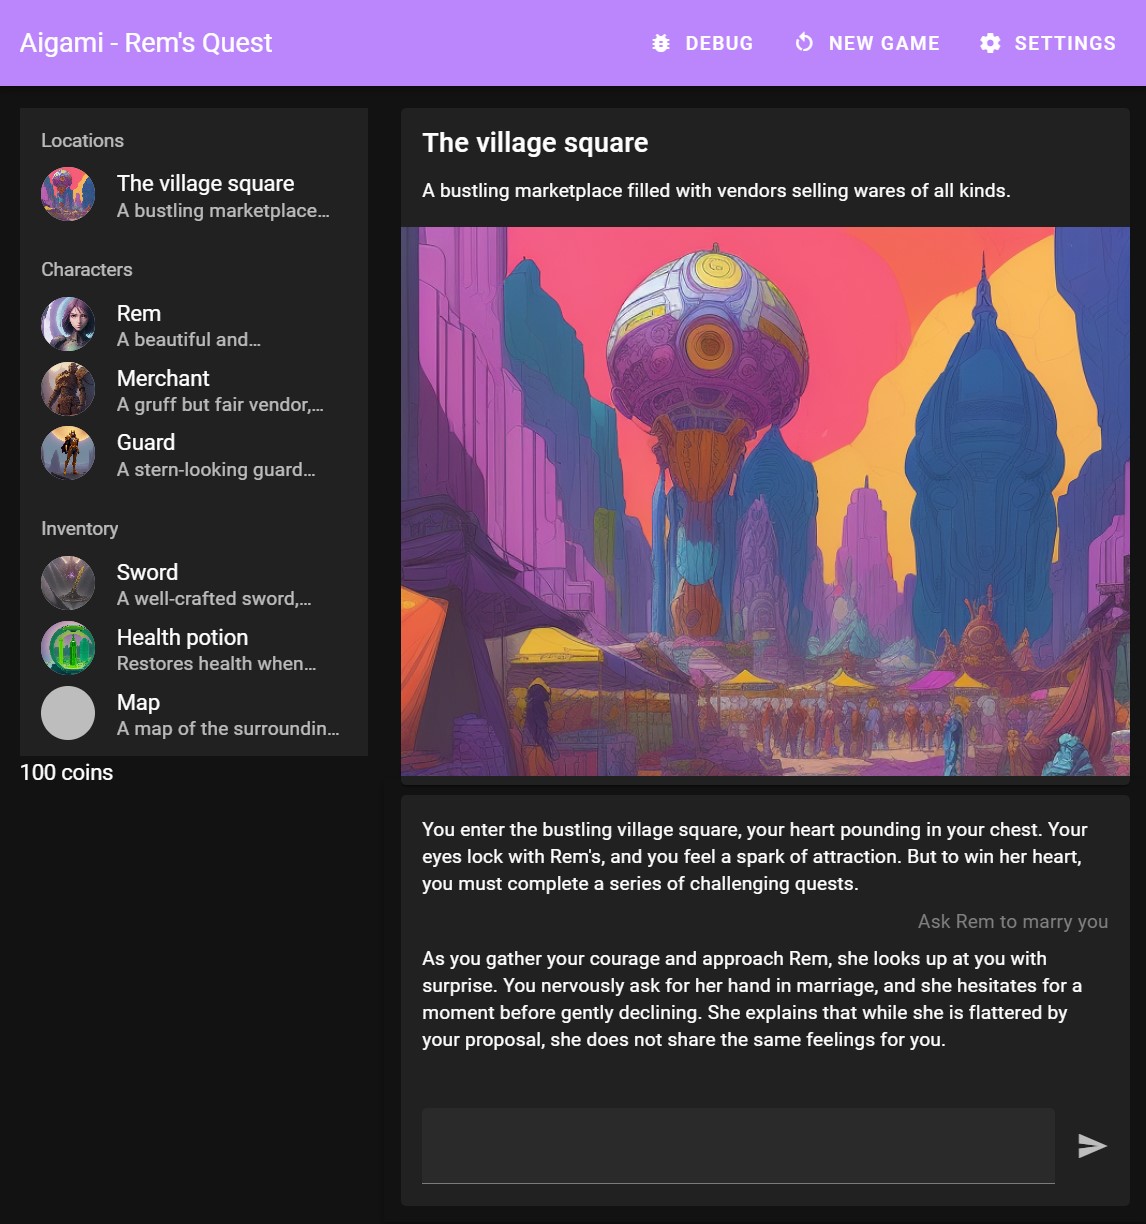 Aigami - Rem's Quest
DEBUG
NEW GAME
SETTINGS
Locations
The village square
A bustling marketplace…
Characters
Rem
A beautiful and…
Merchant
A gruff but fair vendor,…
Guard
A stern-looking guard…
Inventory
Sword
A well-crafted sword,…
Health potion
Restores health when…
Map
A map of the surroundin…
100 coins
The village square
A bustling marketplace filled with vendors selling wares of all kinds.
You enter the bustling village square, your heart pounding in your chest. Your
eyes lock with Rem's, and you feel a spark of attraction. But to win her heart,
you must complete a series of challenging quests.
Ask Rem to marry you
As you gather your courage and approach Rem, she looks up at you with
surprise. You nervously ask for her hand in marriage, and she hesitates for a
moment before gently declining. She explains that while she is flattered by
your proposal, she does not share the same feelings for you.